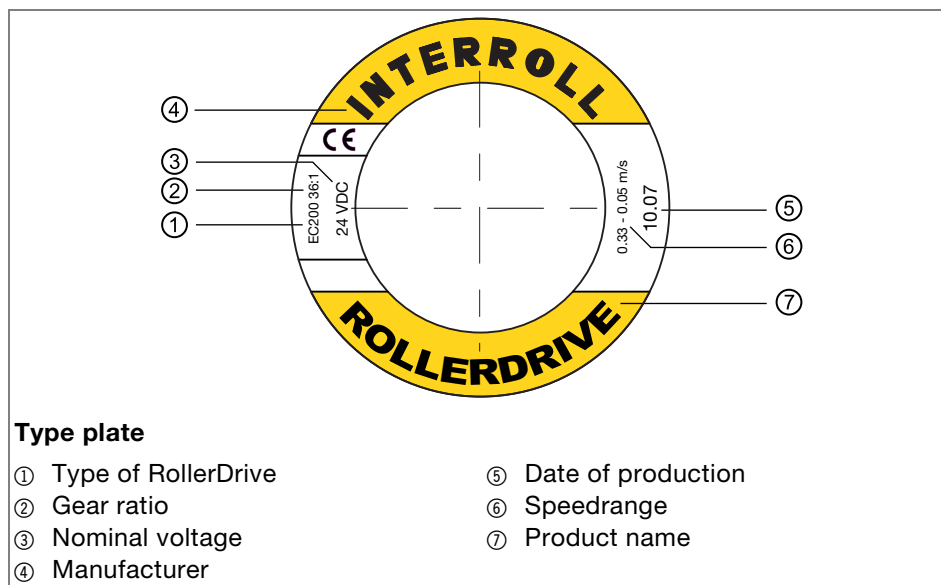 INTERROLL
CE
EC200 36:1
24 VDC
0.33 - 0.05 m/s
10.07
ROLLERDRIVE
④
③
②
①
⑤
⑥
⑦
Type plate
① Type of RollerDrive
② Gear ratio
③ Nominal voltage
④ Manufacturer
⑤ Date of production
⑥ Speedrange
⑦ Product name